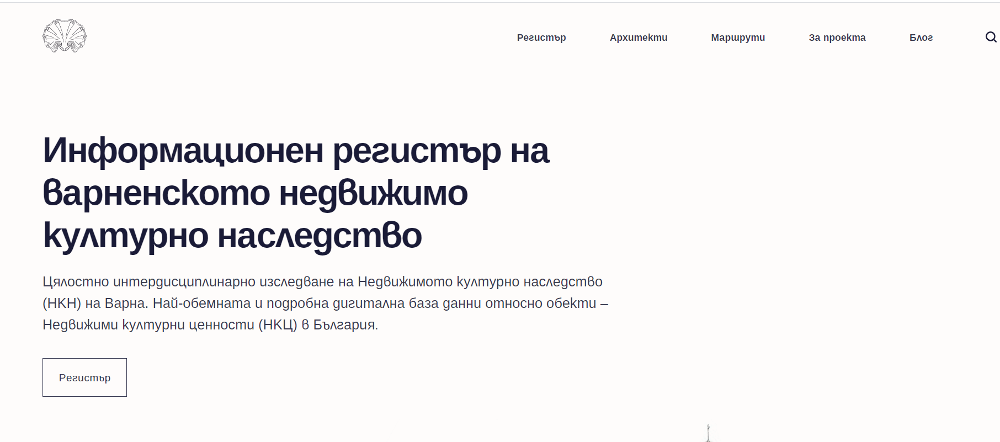 Регистър
Архитекти
Маршрути
За проекта
Блог
Информационен регистър на
варненското недвижимо
културно наследство
Цялостно интердисциплинарно изследване на Недвижимото културно наследство
(НКН) на Варна. Най-обемната и подробна дигитална база данни относно обекти –
Недвижими културни ценности (НКЦ) в България.
Регистър